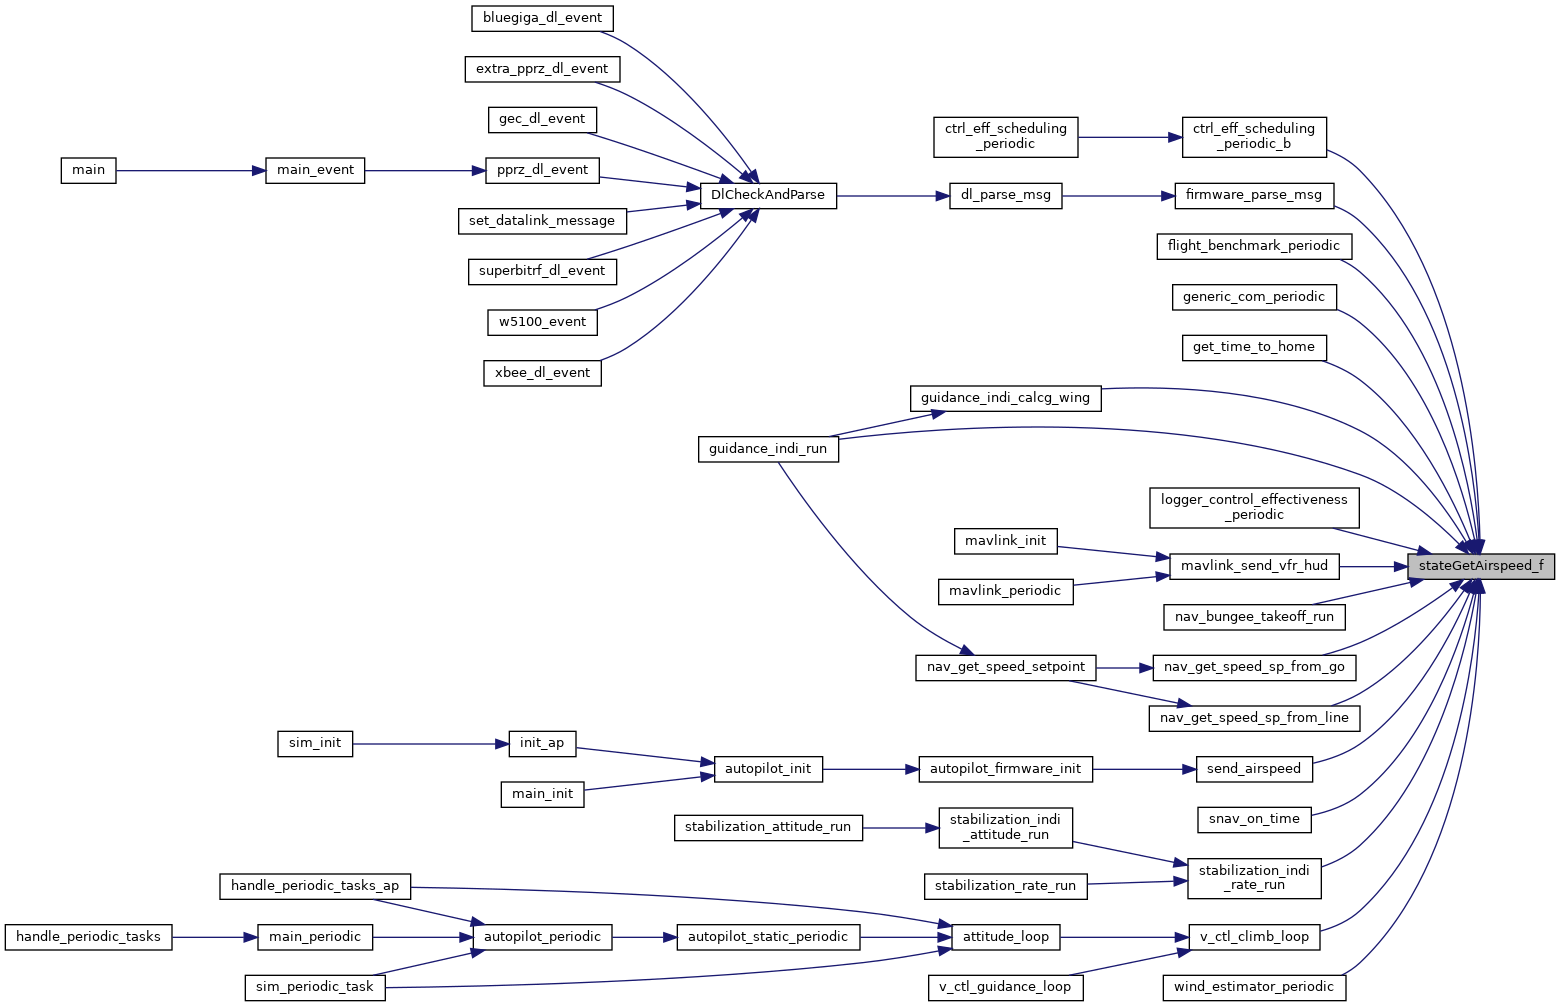 bluegiga_dl_event
extra_pprz_dl_event
gec_dl_event
ctrl_eff_scheduling
_periodic
ctrl_eff_scheduling
_periodic_b
main
main_event
pprz_dl_event
DlCheckAndParse
dl_parse_msg
firmware_parse_msg
set_datalink_message
flight_benchmark_periodic
superbitrf_dl_event
generic_com_periodic
w5100_event
get_time_to_home
xbee_dl_event
guidance_indi_calcg_wing
guidance_indi_run
logger_control_effectiveness
_periodic
mavlink_init
mavlink_send_vfr_hud
stateGetAirspeed_f
mavlink_periodic
nav_bungee_takeoff_run
nav_get_speed_setpoint
nav_get_speed_sp_from_go
nav_get_speed_sp_from_line
sim_init
init_ap
autopilot_init
autopilot_firmware_init
send_airspeed
main_init
snav_on_time
stabilization_attitude_run
stabilization_indi
_attitude_run
stabilization_indi
_rate_run
handle_periodic_tasks_ap
stabilization_rate_run
handle_periodic_tasks
main_periodic
autopilot_periodic
autopilot_static_periodic
attitude_loop
v_ctl_climb_loop
sim_periodic_task
v_ctl_guidance_loop
wind_estimator_periodic